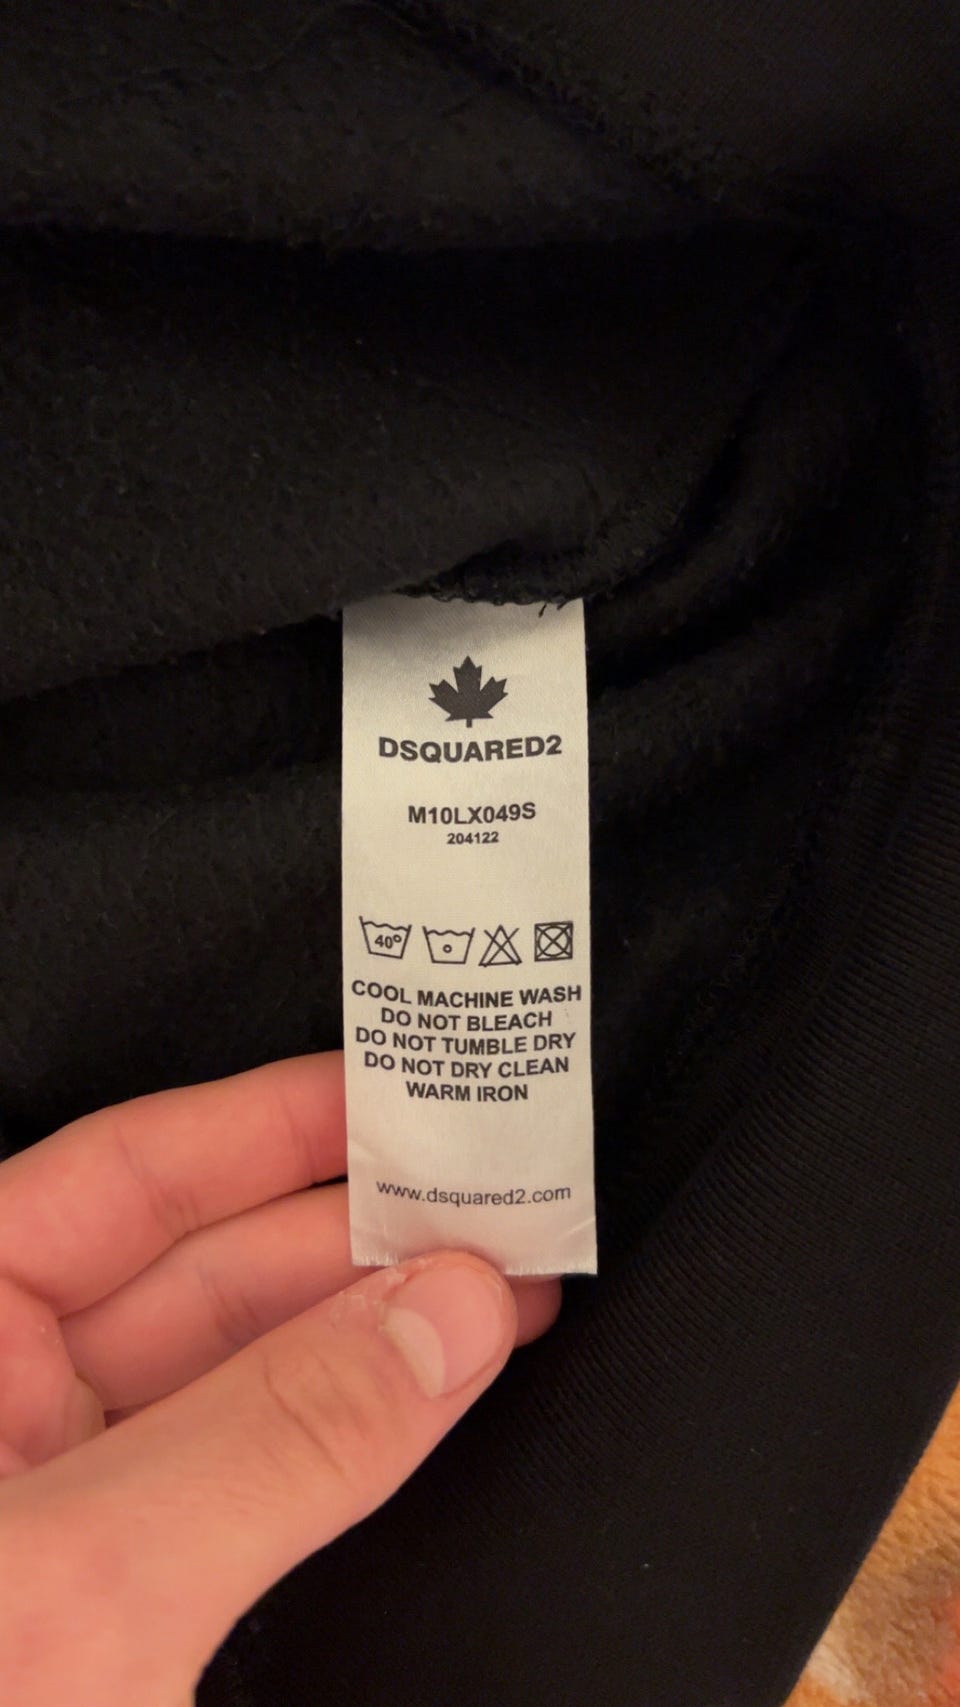 DSQUARED2
M10LX049S
204122
40°
COOL MACHINE WASH
DO NOT BLEACH
DO NOT TUMBLE DRY
DO NOT DRY CLEAN
WARM IRON
www.dsquared2.com